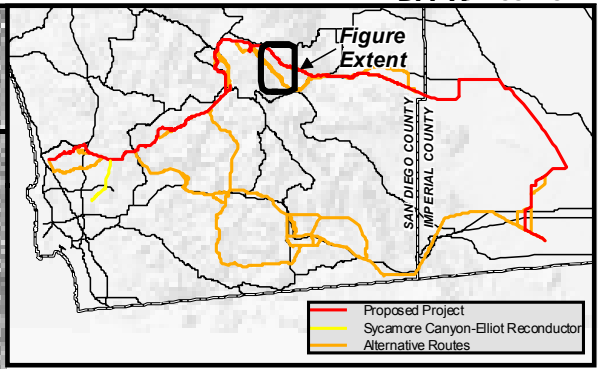 Figure
Extent
SAN DIEGO COUNTY
IMPERIAL COUNTY
Proposed Project
Sycamore Canyon-Elliot Reconductor
Alternative Routes